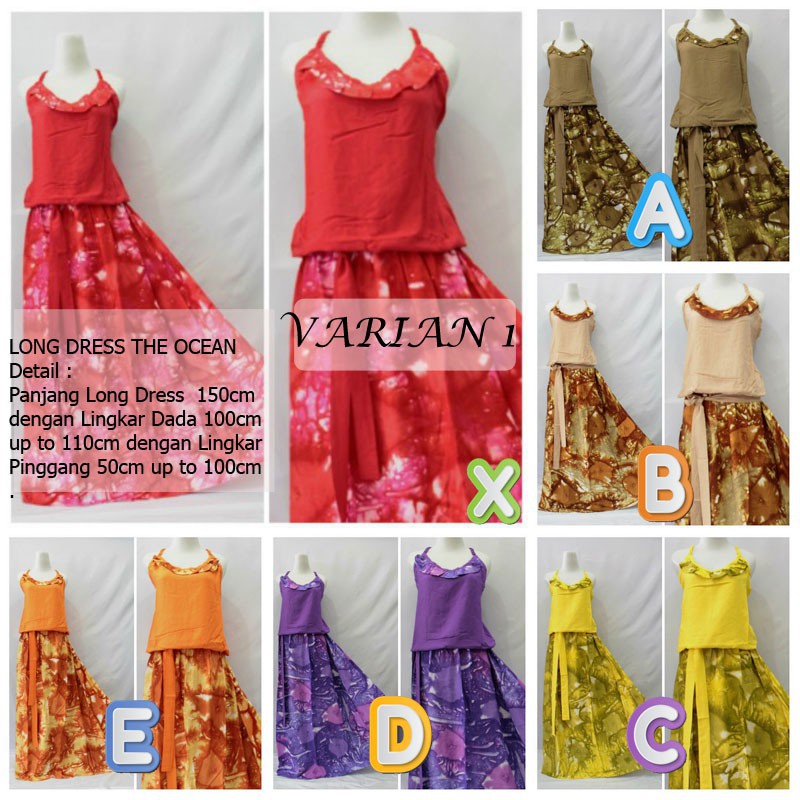 LONG DRESS THE OCEAN
Detail :
Panjang Long Dress 150cm
dengan Lingkar Dada 100cm
up to 110cm dengan Lingkar
Pinggang 50cm up to 100cm
.
VARIAN 1
X
A
B
E
D
C